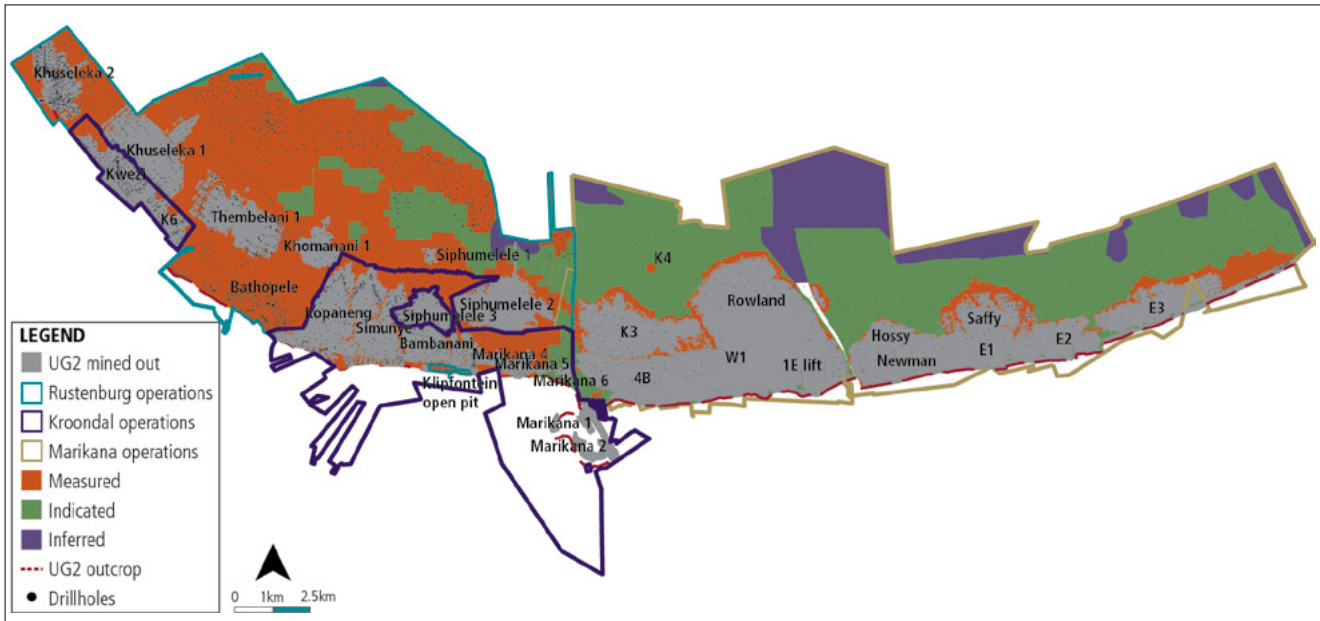 Khuseleka 2
Khuseleka 1
Kwezi
K6
Thembelani 1
Khomanani 1
Bathopele
Kopaneng
Simunye
Bambanani
Siphumelele 1
Siphumelele 2
Siphumelele 3
Marikana 4
Marikana 5
Marikana 6
Klipfontein
open pit
Marikana 1
Marikana 2
K4
K3
Rowland
W1
4B
1E lift
Hossy
Newman
Saffy
E1
E2
E3
LEGEND
UG2 mined out
Rustenburg operations
Kroondal operations
Marikana operations
Measured
Indicated
Inferred
UG2 outcrop
Drillholes
0 1km 2.5km